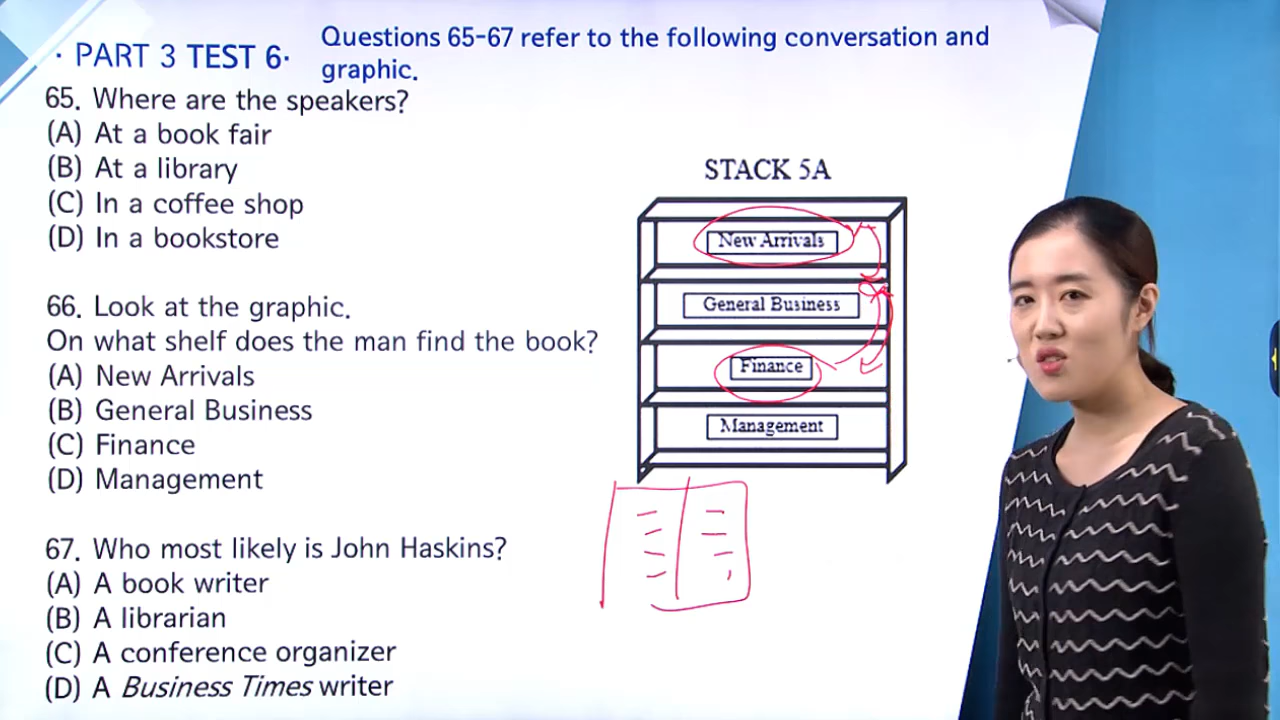 · PART 3 TEST 6·
Questions 65-67 refer to the following conversation and
graphic.
65. Where are the speakers?
(A) At a book fair
(B) At a library
(C) In a coffee shop
(D) In a bookstore
66. Look at the graphic.
On what shelf does the man find the book?
(A) New Arrivals
(B) General Business
(C) Finance
(D) Management
67. Who most likely is John Haskins?
(A) A book writer
(B) A librarian
(C) A conference organizer
(D) A Business Times writer
STACK 5A
New Arrivals
General Business
Finance
Management